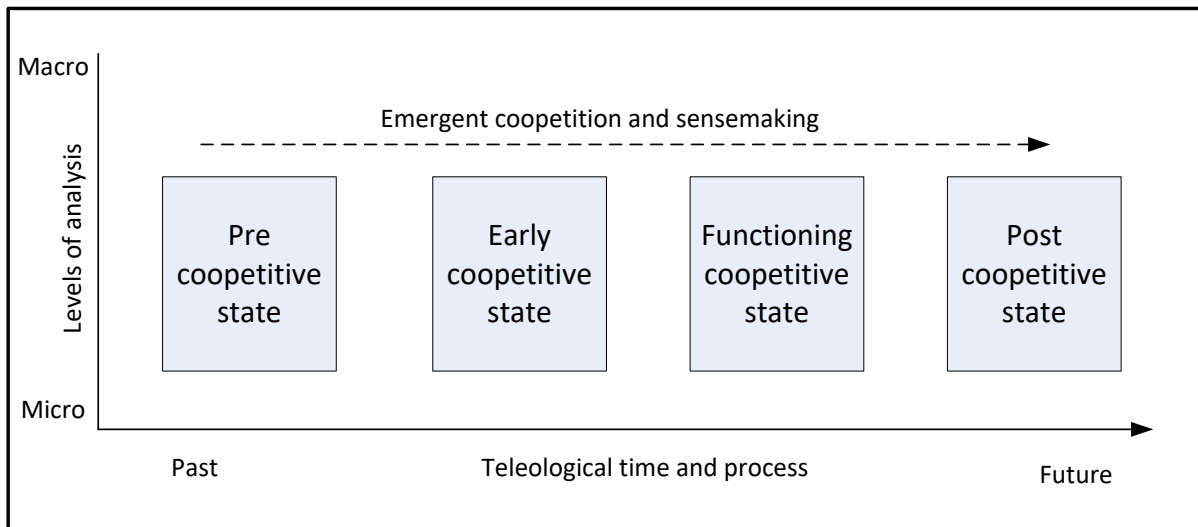 Macro
Emergent coopetition and sensemaking
Levels of analysis
Pre
coopetitive
state
Early
coopetitive
state
Functioning
coopetitive
state
Post
coopetitive
state
Micro
Past
Teleological time and process
Future